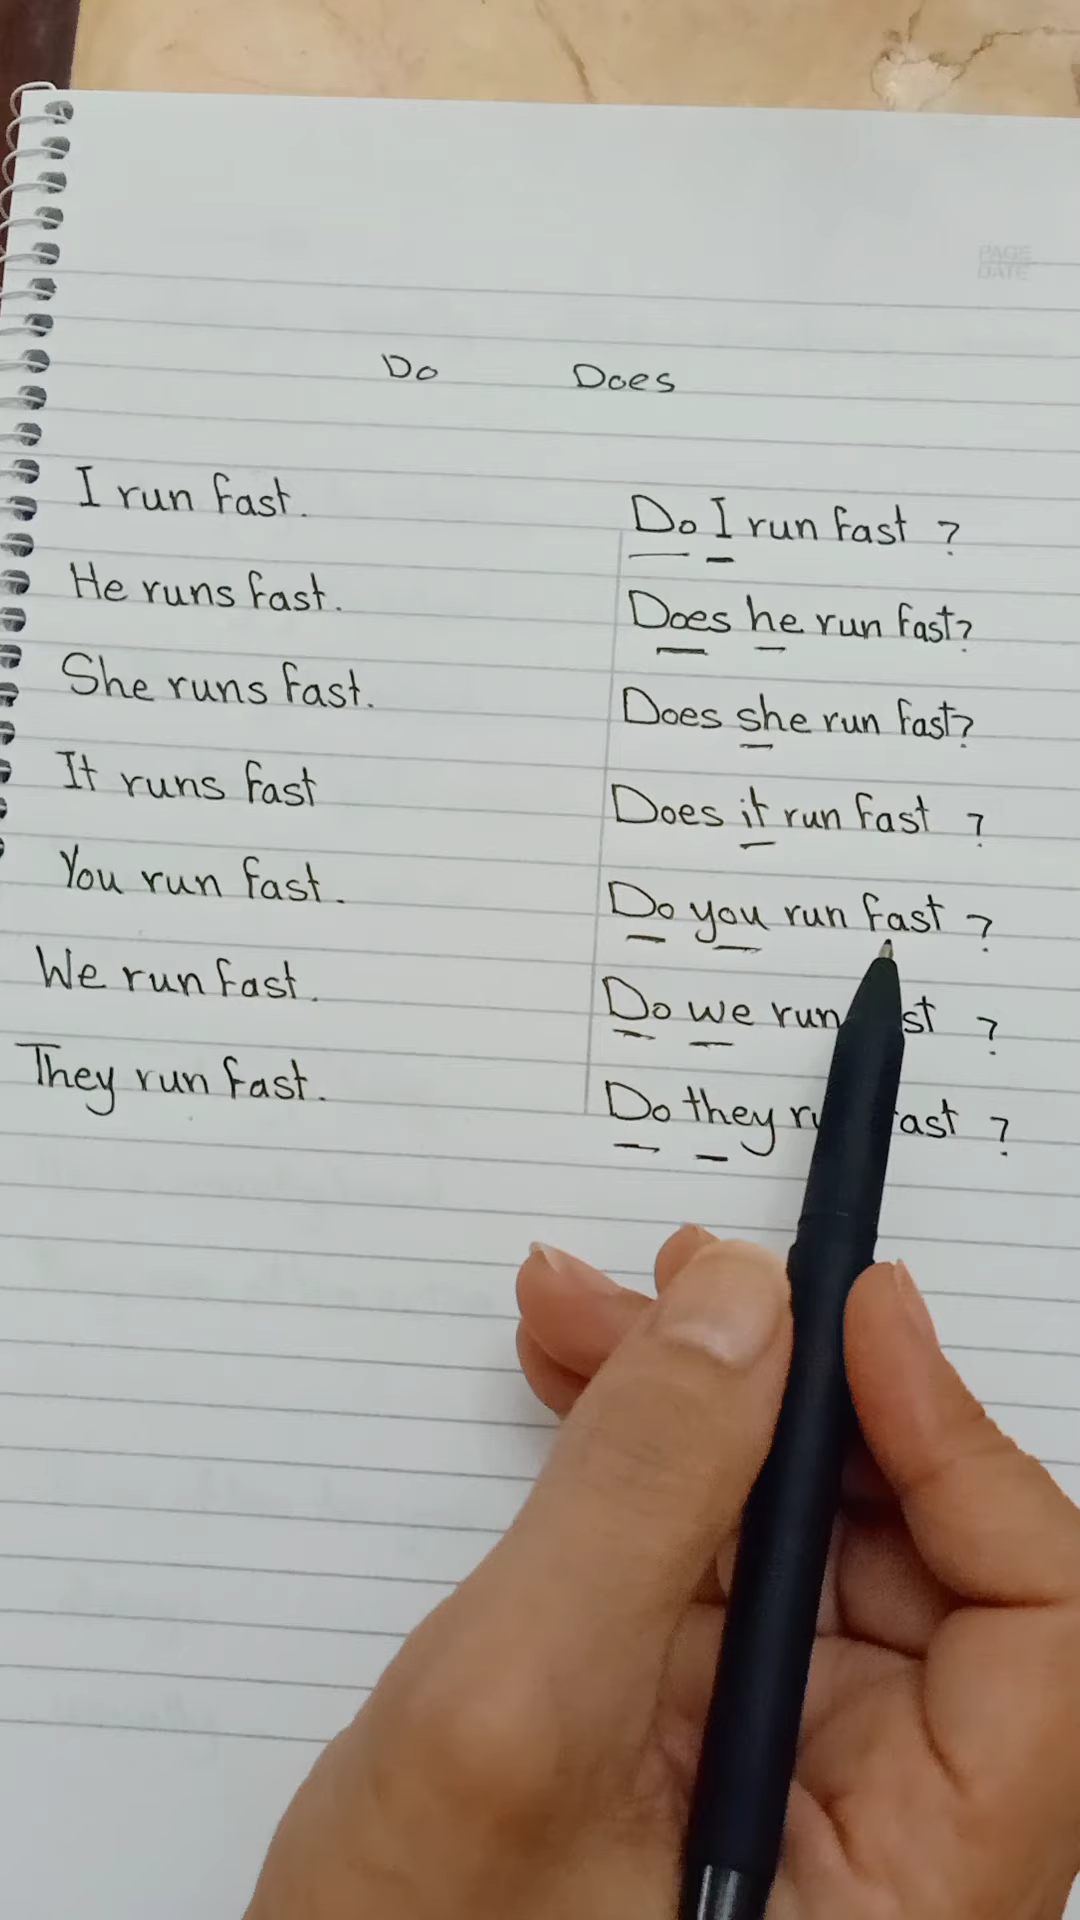 PAGE
DATE
Do Does
I run fast. Do I run fast ?
He runs fast. Does he run fast?
She runs fast. Does she run fast?
It runs fast Does it run fast ?
You run fast. Do you run fast ?
We run fast. Do we run ?
They run fast. Do they ?